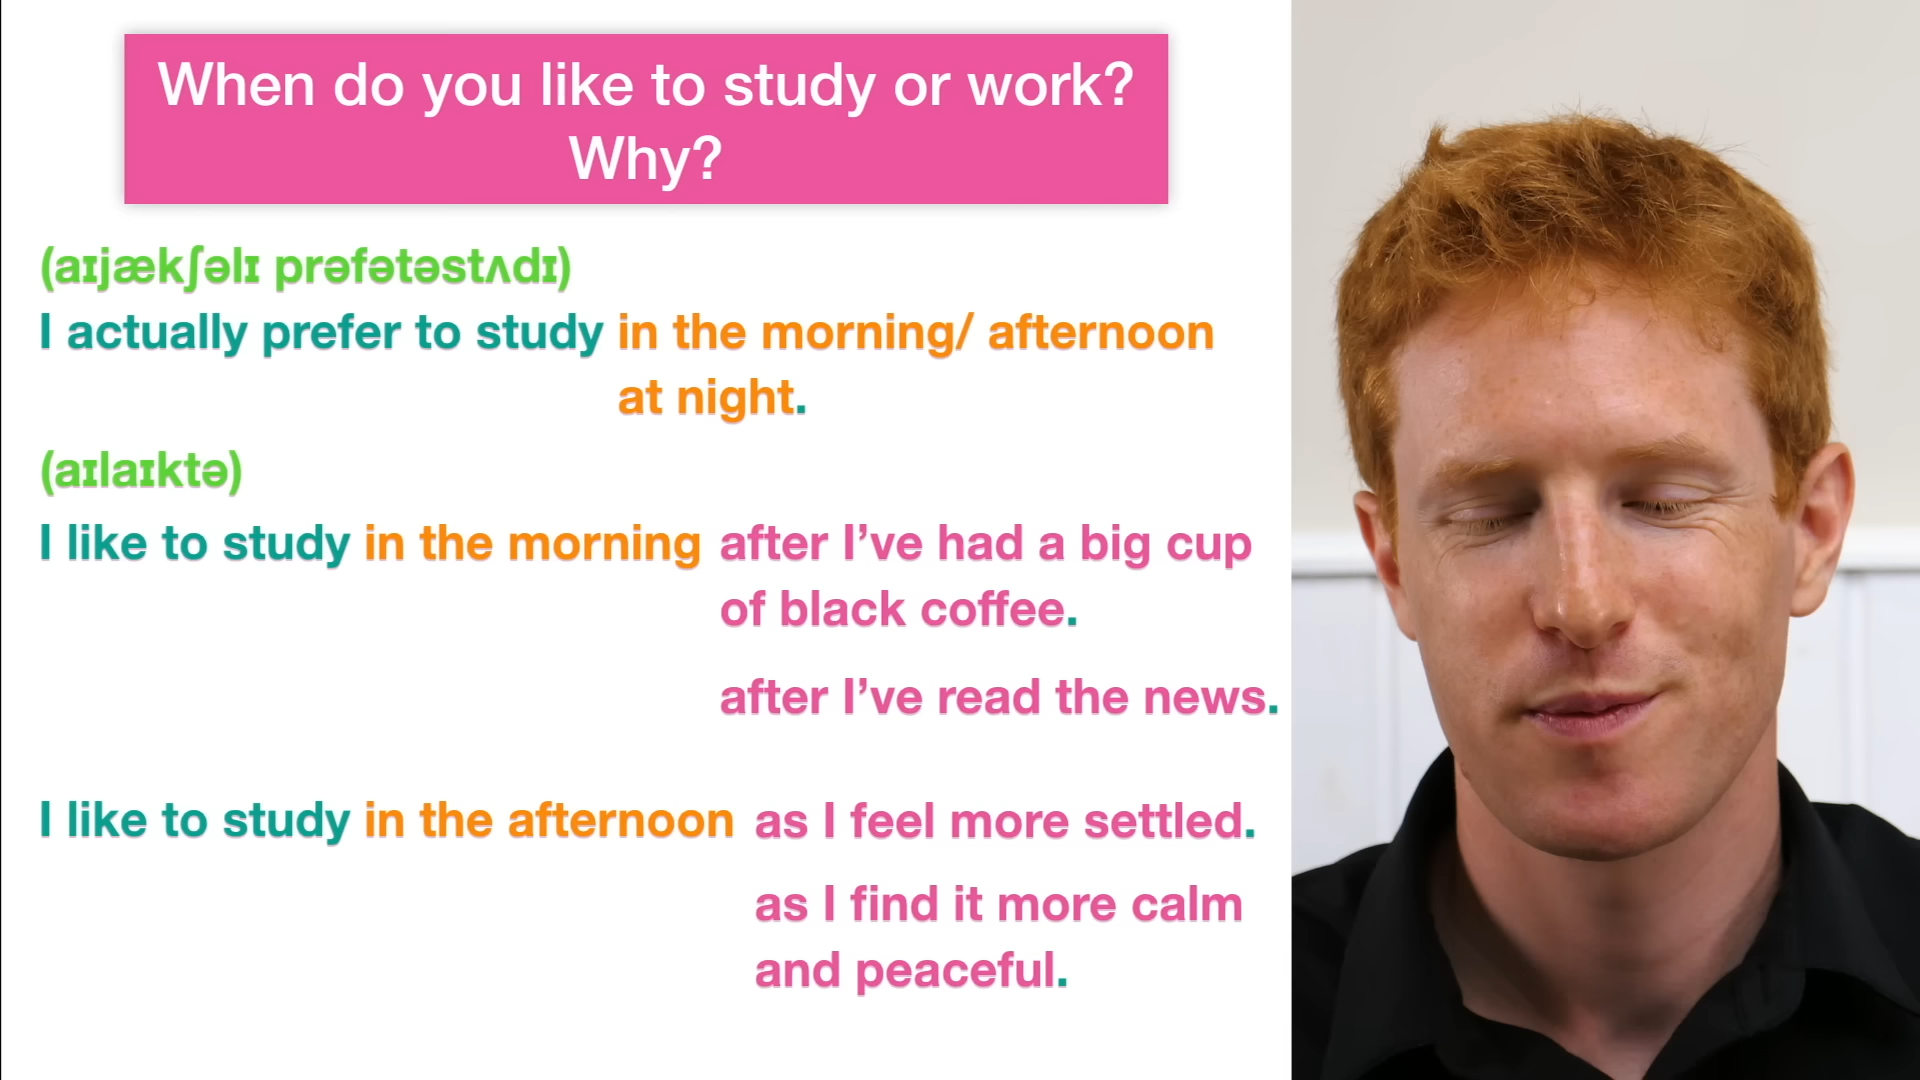 When do you like to study or work?
Why?
(aɪjækʃəlɪ prəfətəstʌdɪ)
I actually prefer to study in the morning/ afternoon
at night.
(aɪlaɪktə)
I like to study in the morning after I’ve had a big cup
of black coffee.
after I’ve read the news.
I like to study in the afternoon as I feel more settled.
as I find it more calm
and peaceful.